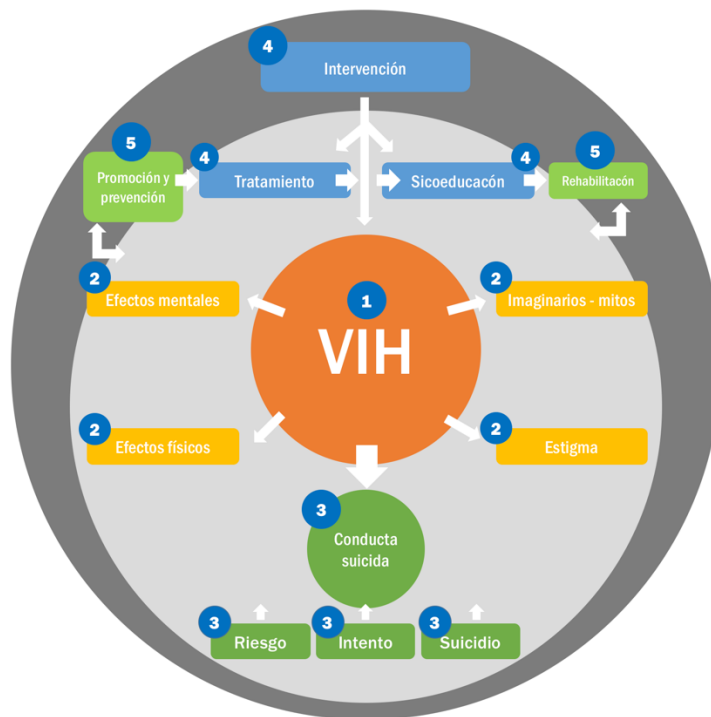 4
Intervención
5
Promoción y
prevención
4
Tratamiento
Sicoeducacón
4
5
Rehabilitacón
2
Efectos mentales
1
VIH
2
Imaginarios - mitos
2
Efectos físicos
2
Estigma
3
Conducta
suicida
3
Riesgo
3
Intento
3
Suicidio